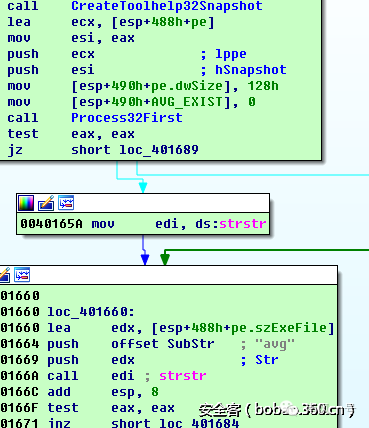 call    CreateToolhelp32Snapshot
lea     ecx, [esp+488h+pe]
mov     esi, eax
push    ecx             ; lppe
push    esi             ; hSnapshot
mov     [esp+490h+pe.dwSize], 128h
mov     [esp+490h+AVG_EXIST], 0
call    Process32First
test    eax, eax
jz      short loc_401689
0040165A mov     edi, ds:strstr
01660
01660 loc_401660:
01660 lea     edx, [esp+488h+pe.szExeFile]
01664 push    offset SubStr   ; "avg"
01669 push    edx             ; Str
0166A call    edi ; strstr
0166C add     esp, 8
0166F test    eax, eax
01671 jnz     short loc_401684
安全客(bobao.360.cn)